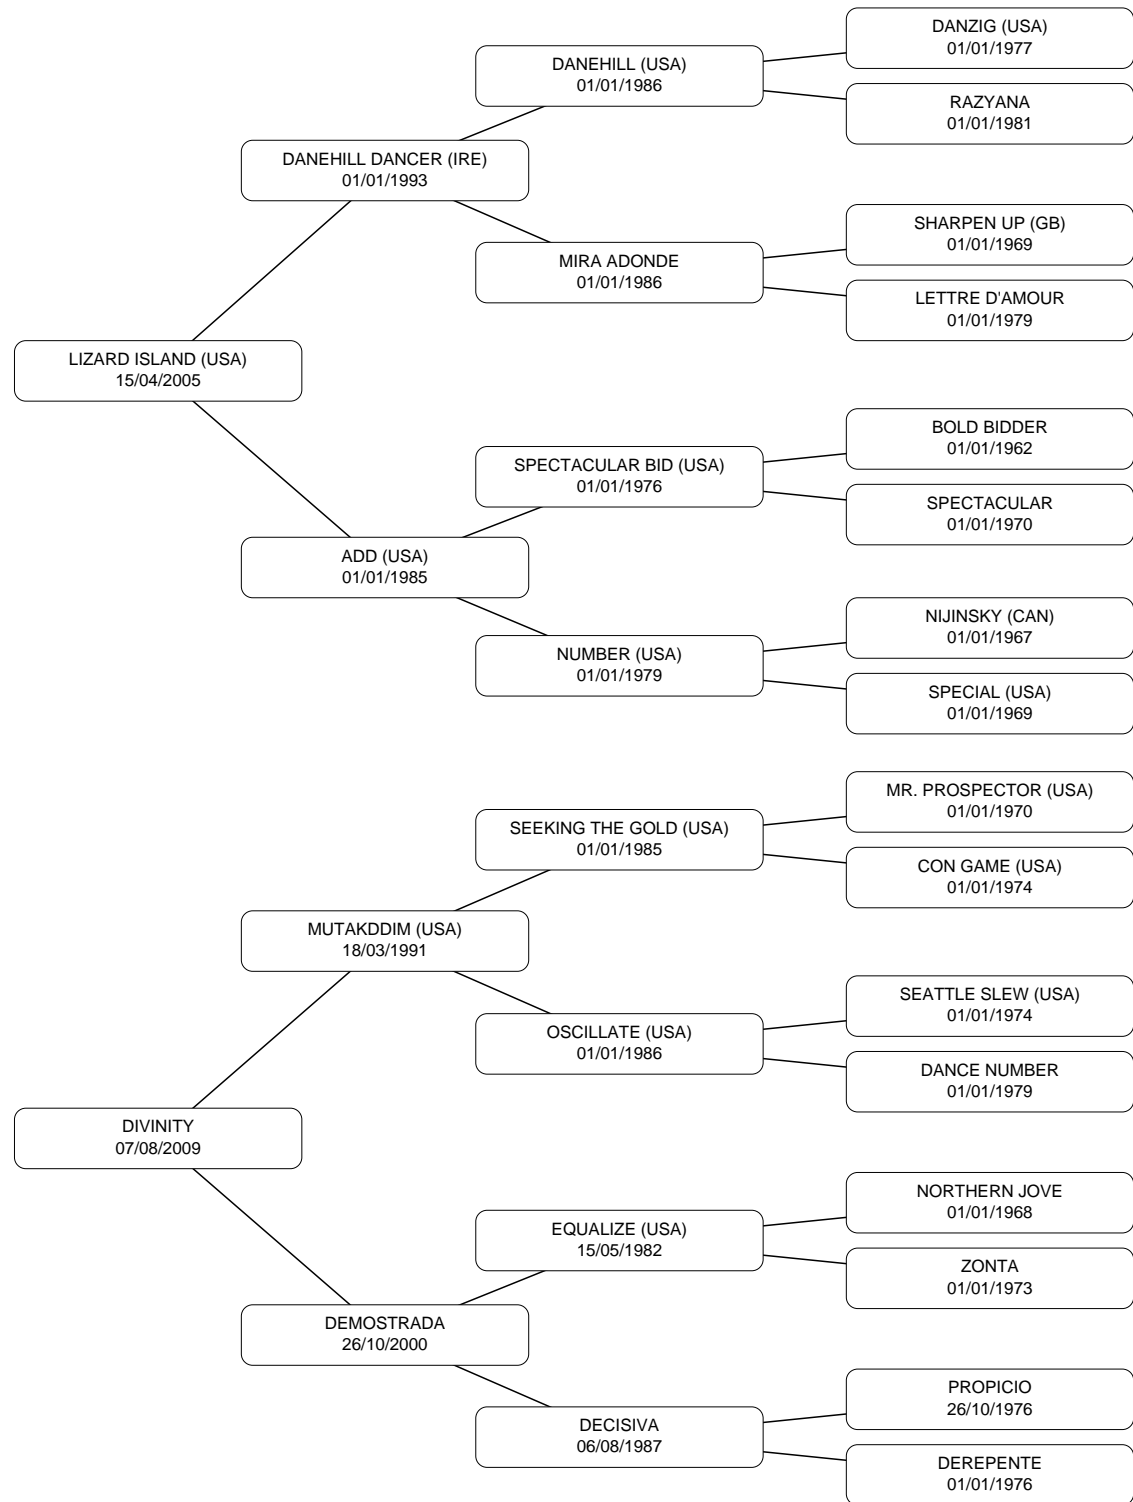 DANZIG (USA)
01/01/1977
DANEHILL (USA)
01/01/1986
RAZYANA
01/01/1981
DANEHILL DANCER (IRE)
01/01/1993
SHARPEN UP (GB)
01/01/1969
MIRA ADONDE
01/01/1986
LETTRE D'AMOUR
01/01/1979
LIZARD ISLAND (USA)
15/04/2005
BOLD BIDDER
01/01/1962
SPECTACULAR BID (USA)
01/01/1976
SPECTACULAR
01/01/1970
ADD (USA)
01/01/1985
NIJINSKY (CAN)
01/01/1967
NUMBER (USA)
01/01/1979
SPECIAL (USA)
01/01/1969
MR. PROSPECTOR (USA)
01/01/1970
SEEKING THE GOLD (USA)
01/01/1985
CON GAME (USA)
01/01/1974
MUTAKDDIM (USA)
18/03/1991
SEATTLE SLEW (USA)
01/01/1974
OSCILLATE (USA)
01/01/1986
DANCE NUMBER
01/01/1979
DIVINITY
07/08/2009
NORTHERN JOVE
01/01/1968
EQUALIZE (USA)
15/05/1982
ZONTA
01/01/1973
DEMOSTRADA
26/10/2000
PROPICIO
26/10/1976
DECISIVA
06/08/1987
DEREPENTE
01/01/1976